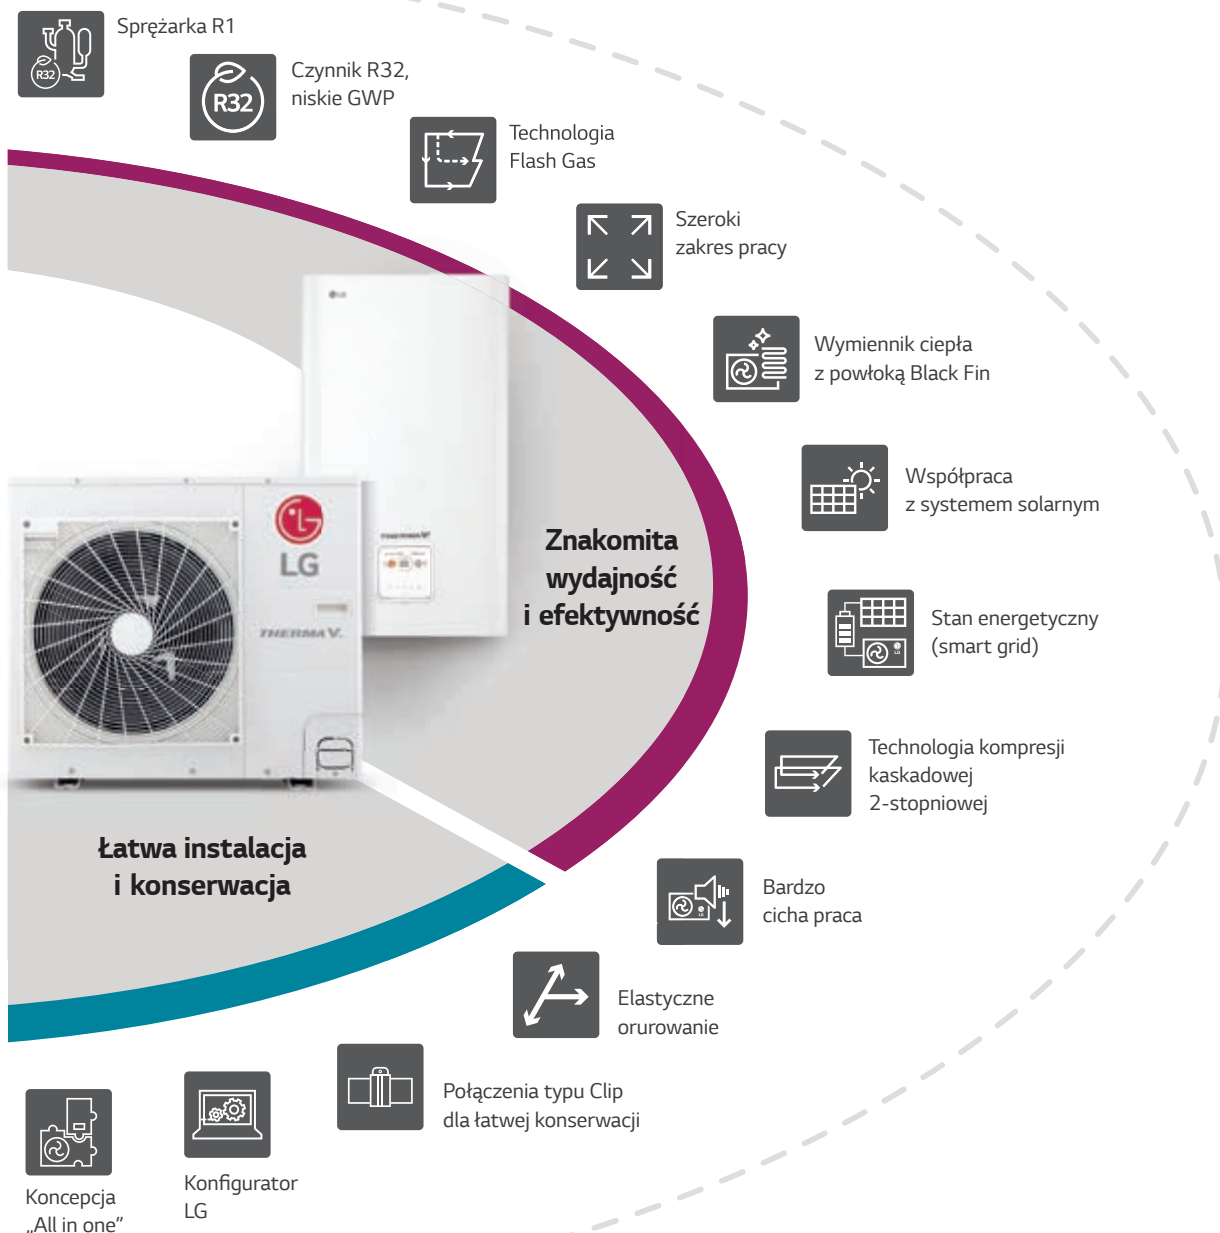 Sprężarka R1
R32
Czynnik R32,
niskie GWP
R32
Technologia
Flash Gas
Szeroki
zakres pracy
Wymiennik ciepła
z powłoką Black Fin
Współpraca
z systemem solarnym
Stan energetyczny
(smart grid)
Technologia kompresji
kaskadowej
2-stopniowej
Bardzo
cicha praca
Elastyczne
orurowanie
Połączenia typu Clip
dla łatwej konserwacji
Konfigurator
LG
Koncepcja
„All in one”
Znakomita
wydajność
i efektywność
Łatwa instalacja
i konserwacja
LG
THERMA V.
LG
THERMA V.